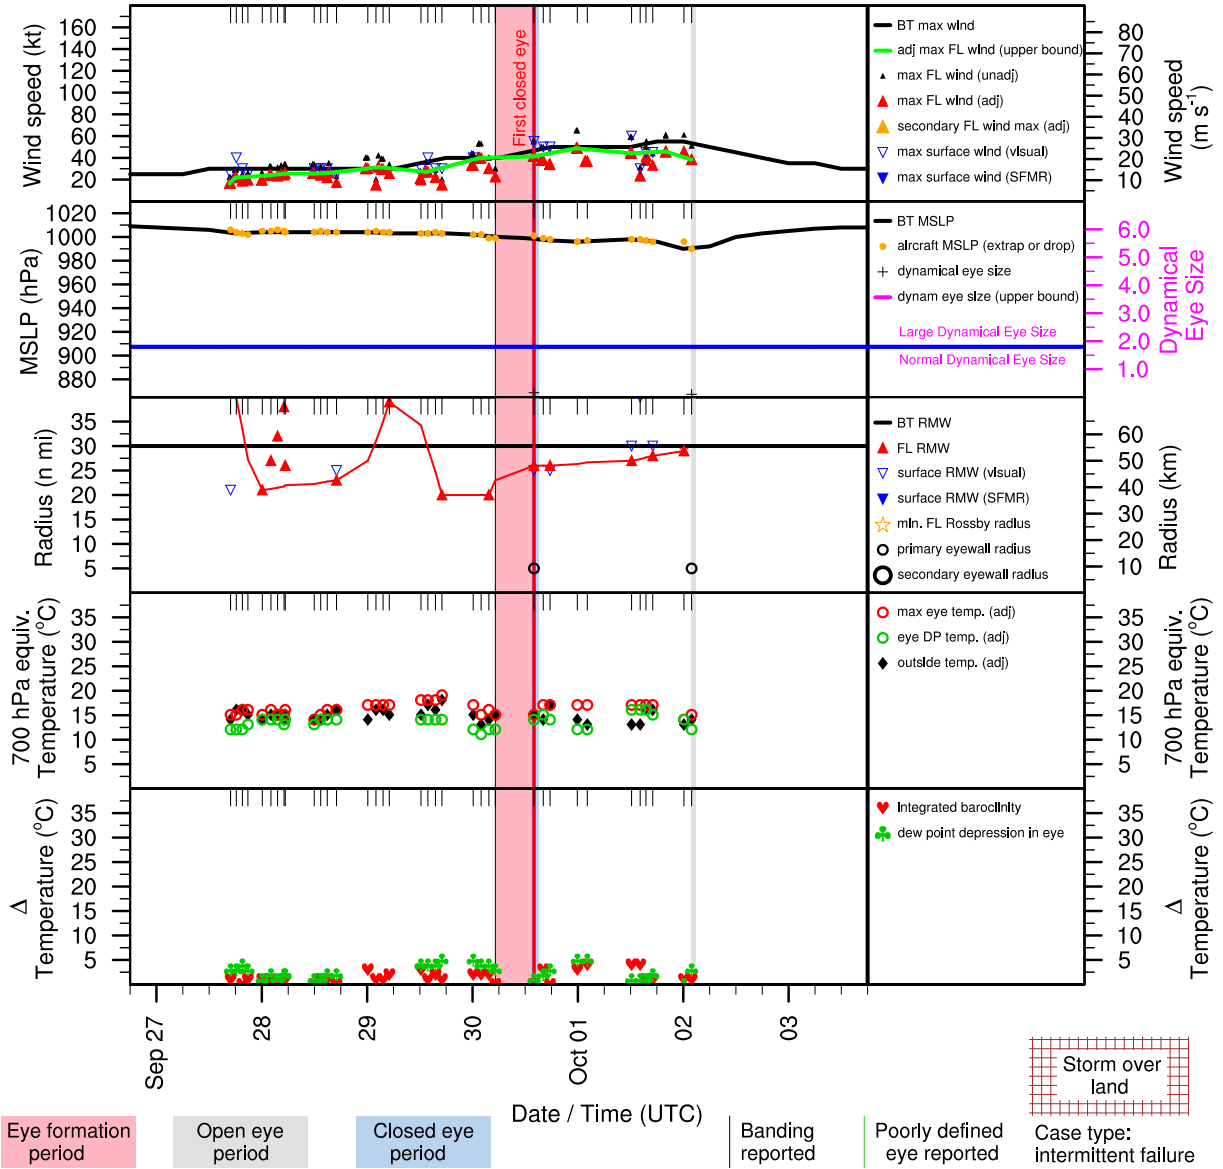 160
140
120
100
80
60
40
20
Wind speed (kt)
First closed eye
80
70
60
50
40
30
20
10
Wind speed
(m s-1)
BT max wind
adj max FL wind (upper bound)
max FL wind (unadj)
max FL wind (adj)
secondary FL wind max (adj)
max surface wind (visual)
max surface wind (SFMR)
1020
1000
980
960
940
920
900
880
MSLP (hPa)
BT MSLP
aircraft MSLP (extrap or drop)
dynamical eye size
dynam eye size (upper bound)
Large Dynamical Eye Size
Normal Dynamical Eye Size
6.0
5.0
4.0
3.0
2.0
1.0
Dynamical
Eye Size
35
30
25
20
15
10
5
Radius (n mi)
BT RMW
FL RMW
surface RMW (visual)
surface RMW (SFMR)
min. FL Rossby radius
primary eyewall radius
secondary eyewall radius
60
50
40
30
20
10
Radius (km)
35
30
25
20
15
10
5
700 hPa equiv.
Temperature (°C)
max eye temp. (adj)
eye DP temp. (adj)
outside temp. (adj)
35
30
25
20
15
10
5
700 hPa equiv.
Temperature (°C)
35
30
25
20
15
10
5
Δ
Temperature (°C)
integrated baroclinity
dew point depression in eye
35
30
25
20
15
10
5
Δ
Temperature (°C)
Sep 27
28
29
30
Oct 01
02
03
Date / Time (UTC)
Storm over
land
Eye formation
period
Open eye
period
Closed eye
period
Banding
reported
Poorly defined
eye reported
Case type:
intermittent failure